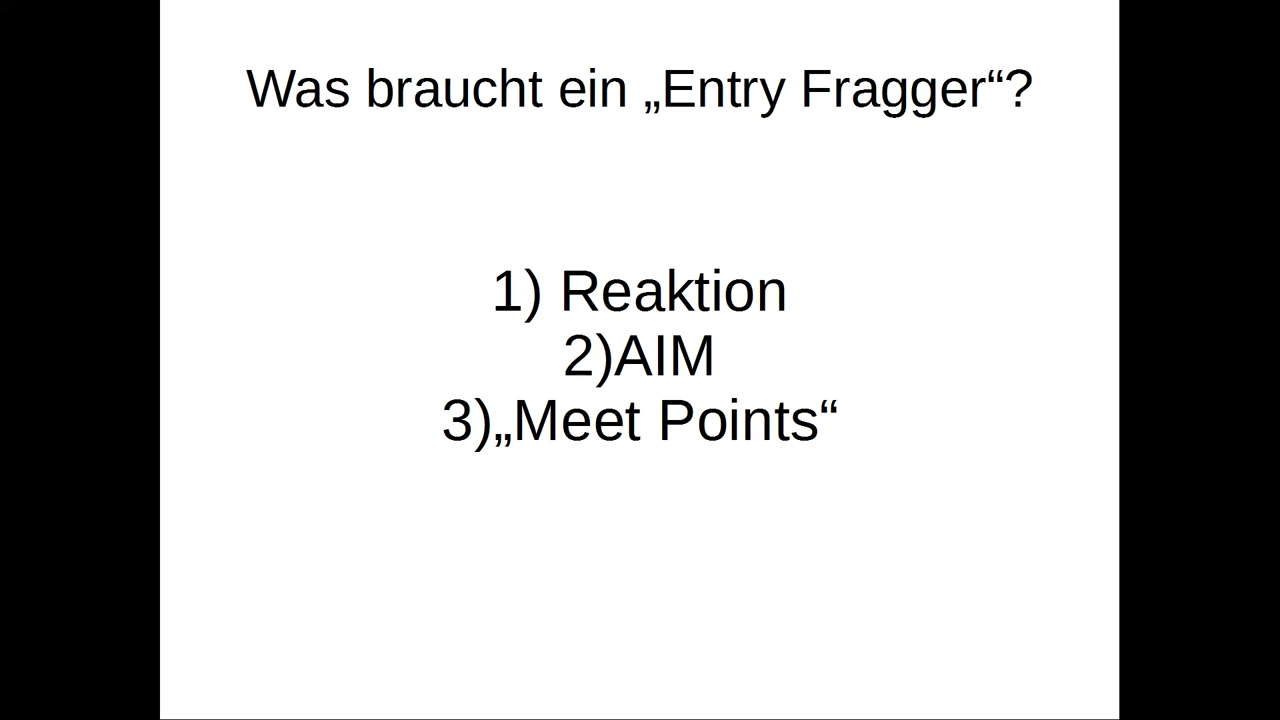 Was braucht ein „Entry Fragger“?
1) Reaktion
2)AIM
3)„Meet Points“